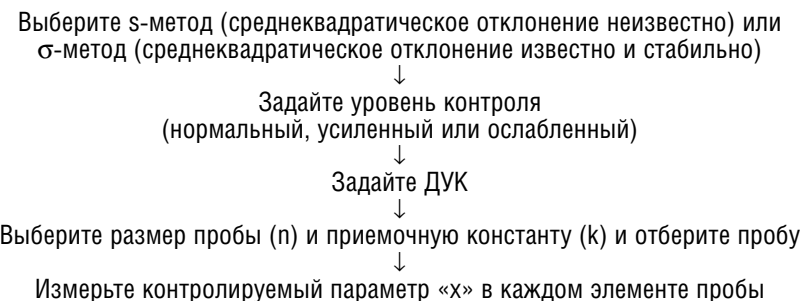 Выберите s-метод (среднеквадратическое отклонение неизвестно) или
σ-метод (среднеквадратическое отклонение известно и стабильно)
↓
Задайте уровень контроля
(нормальный, усиленный или ослабленный)
↓
Задайте ДУК
↓
Выберите размер пробы (n) и приемочную константу (k) и отберите пробу
↓
Измерьте контролируемый параметр «x» в каждом элементе пробы